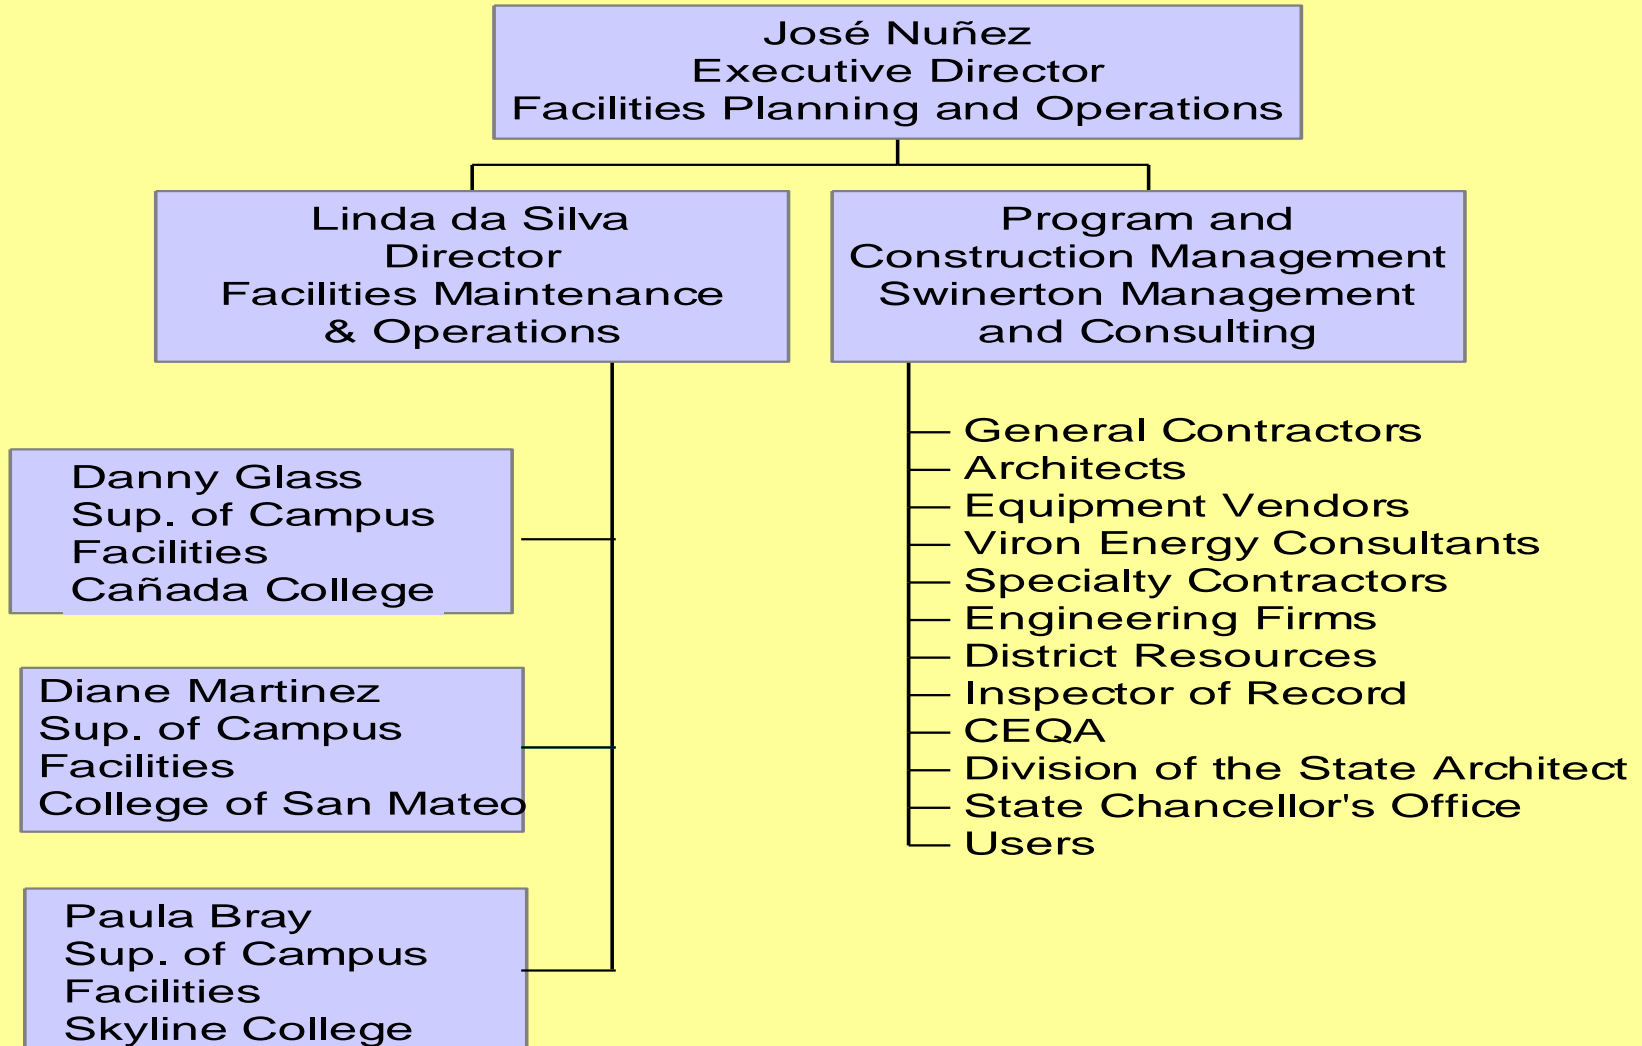 José Nuñez
Executive Director
Facilities Planning and Operations
Linda da Silva
Director
Facilities Maintenance
& Operations
Program and
Construction Management
Swinerton Management
and Consulting
Danny Glass
Sup. of Campus
Facilities
Cañada College
Diane Martinez
Sup. of Campus
Facilities
College of San Mateo
Paula Bray
Sup. of Campus
Facilities
Skyline College
General Contractors
Architects
Equipment Vendors
Viron Energy Consultants
Specialty Contractors
Engineering Firms
District Resources
Inspector of Record
CEQA
Division of the State Architect
State Chancellor's Office
Users